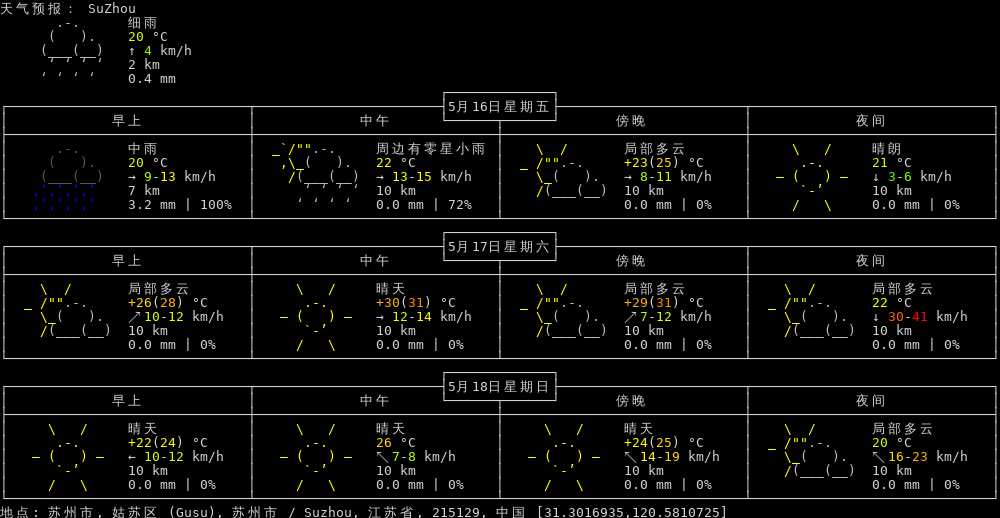 天气预报： SuZhou
细雨
20 °C
↑ 4 km/h
2 km
0.4 mm
5月16日星期五
早上 中午 傍晚 夜间
中雨 周边有零星小雨 局部多云 晴朗
20 °C 22 °C +23(25) °C 21 °C
→ 9-13 km/h → 13-15 km/h → 8-11 km/h ↓ 3-6 km/h
7 km 10 km 10 km 10 km
3.2 mm | 100% 0.0 mm | 72% 0.0 mm | 0% 0.0 mm | 0%
5月17日星期六
早上 中午 傍晚 夜间
局部多云 晴天 局部多云 局部多云
+26(28) °C +30(31) °C +29(31) °C 22 °C
↗10-12 km/h → 12-14 km/h ↗7-12 km/h ↓ 30-41 km/h
10 km 10 km 10 km 10 km
0.0 mm | 0% 0.0 mm | 0% 0.0 mm | 0% 0.0 mm | 0%
5月18日星期日
早上 中午 傍晚 夜间
晴天 晴天 晴天 局部多云
+22(24) °C 26 °C +24(25) °C 20 °C
← 10-12 km/h ↖7-8 km/h ↖14-19 km/h ↖16-23 km/h
10 km 10 km 10 km 10 km
0.0 mm | 0% 0.0 mm | 0% 0.0 mm | 0% 0.0 mm | 0%
地点: 苏州市, 姑苏区 (Gusu), 苏州市 / Suzhou, 江苏省, 215129, 中国 [31.3016935,120.5810725]